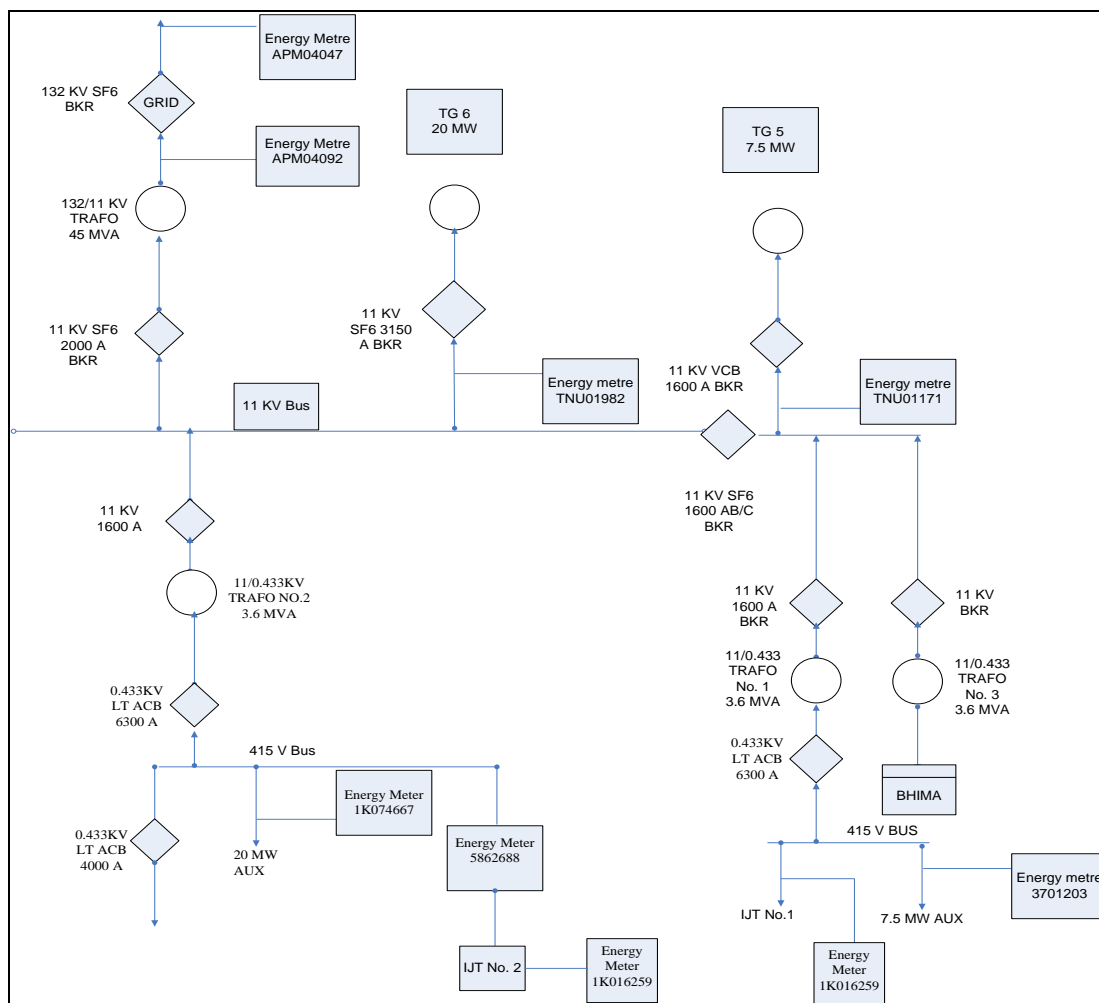 Energy Metre
APM04047
132 KV SF6
BKR
GRID
TG 6
20 MW
TG 5
7.5 MW
Energy Metre
APM04092
132/11 KV
TRAFO
45 MVA
11 KV SF6
2000 A
BKR
11 KV
SF6 3150
A BKR
11 KV VCB
1600 A BKR
Energy metre
TNU01982
Energy metre
TNU01171
11 KV Bus
11 KV
1600 A
11 KV SF6
1600 AB/C
BKR
11/0.433KV
TRAFO NO.2
3.6 MVA
11 KV
1600 A
BKR
11 KV
BKR
11/0.433
TRAFO
No. 1
3.6 MVA
11/0.433
TRAFO
No. 3
3.6 MVA
0.433KV
LT ACB
6300 A
0.433KV
LT ACB
6300 A
BHIMA
415 V Bus
Energy Meter
1K074667
0.433KV
LT ACB
4000 A
20 MW
AUX
Energy Meter
5862688
415 V BUS
IJT No.1
7.5 MW AUX
Energy metre
3701203
IJT No. 2
Energy
Meter
1K016259
Energy
Meter
1K016259